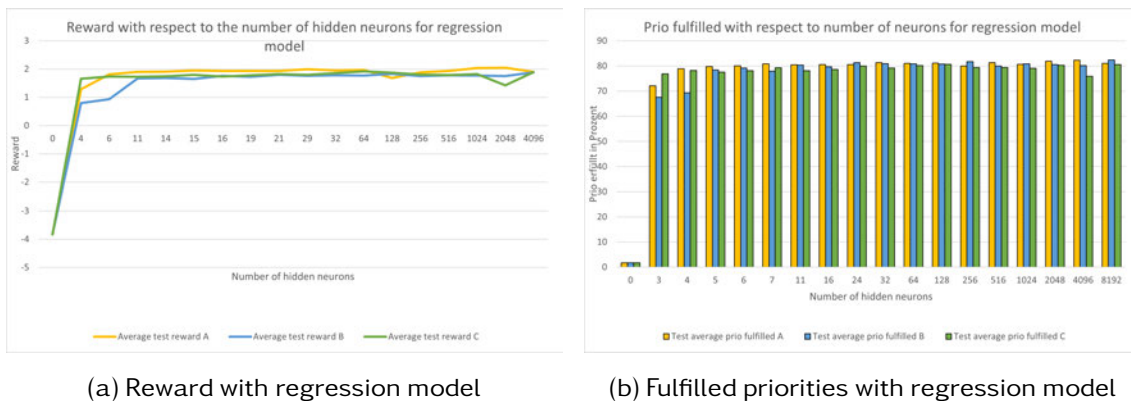 Reward with respect to the number of hidden neurons for regression
model
3
2
1
0
-1
-2
-3
-4
-5
Reward
0 4 6 11 14 15 16 19 21 29 32 64 128 256 516 1024 2048 4096
Number of hidden neurons
Average test reward A Average test reward B Average test reward C
(a) Reward with regression model
Prio fulfilled with respect to number of neurons for regression model
90
80
70
60
50
40
30
20
10
0
Prio erfüllt in Prozent
0 3 4 5 6 7 11 16 24 32 64 128 256 516 1024 2048 4096 8192
Number of hidden neurons
Test average prio fulfilled A Test average prio fulfilled B Test average prio fulfilled C
(b) Fulfilled priorities with regression model